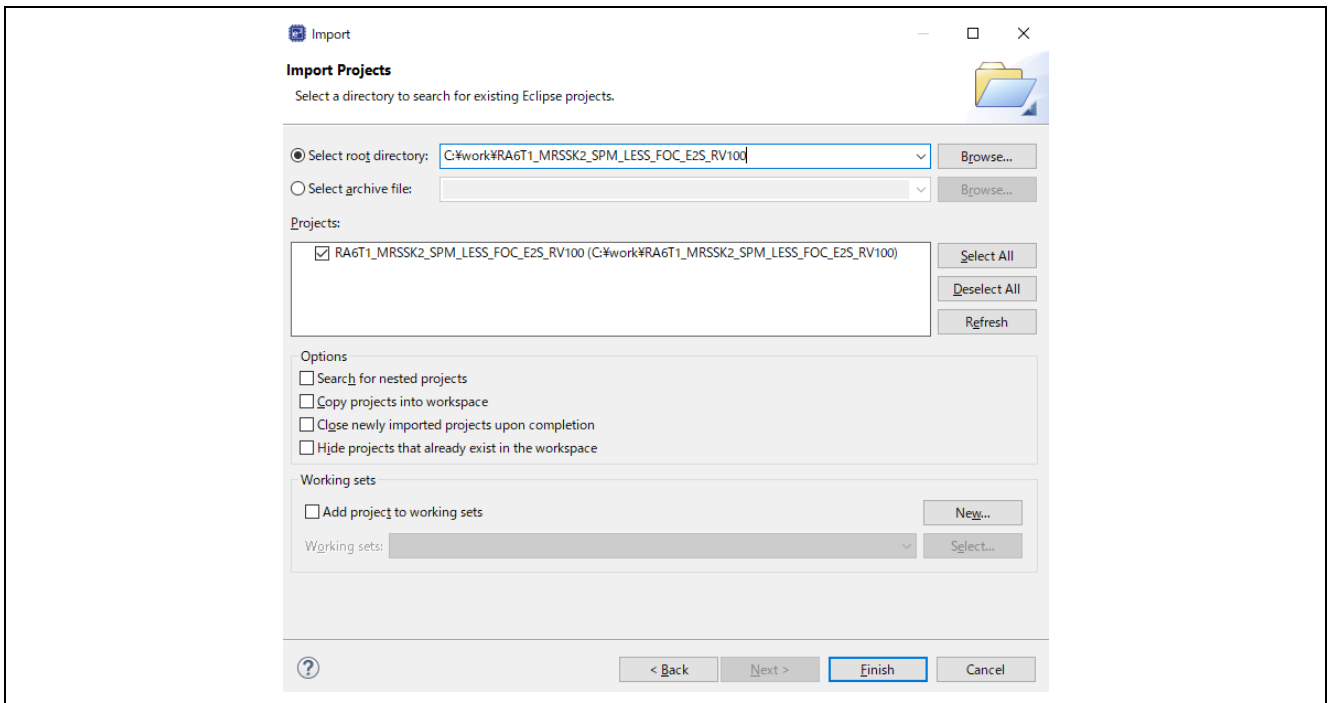 Import
Import Projects
Select a directory to search for existing Eclipse projects.
Select root directory: C:¥work¥RA6T1_MRSSK2_SPM_LESS_FOC_E2S_RV100 Browse...
Select archive file: Browse...
Projects:
RA6T1_MRSSK2_SPM_LESS_FOC_E2S_RV100 (C:¥work¥RA6T1_MRSSK2_SPM_LESS_FOC_E2S_RV100)
Select All
Deselect All
Refresh
Options
Search for nested projects
Copy projects into workspace
Close newly imported projects upon completion
Hide projects that already exist in the workspace
Working sets
Add project to working sets New...
Working sets: Select...
? < Back Next > Finish Cancel